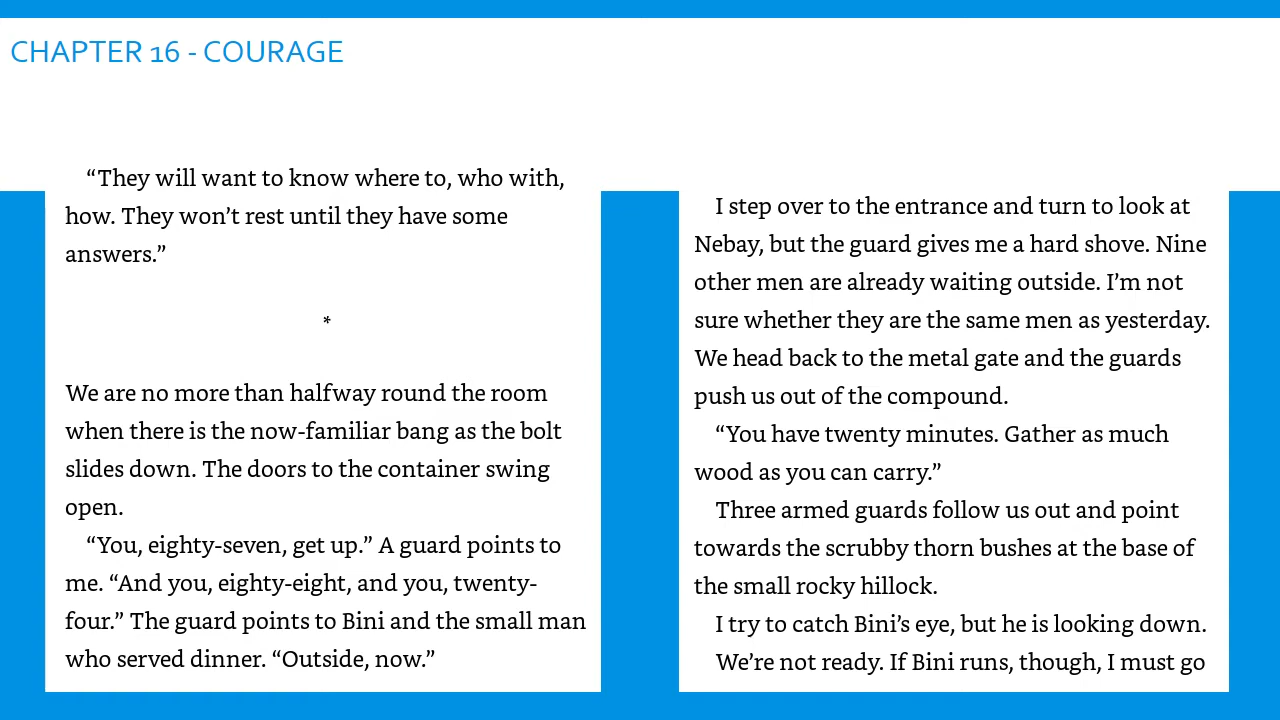 CHAPTER 16 - COURAGE
“They will want to know where to, who with,
how. They won’t rest until they have some
answers.”
*
We are no more than halfway round the room
when there is the now-familiar bang as the bolt
slides down. The doors to the container swing
open.
“You, eighty-seven, get up.” A guard points to
me. “And you, eighty-eight, and you, twenty-
four.” The guard points to Bini and the small man
who served dinner. “Outside, now.”
I step over to the entrance and turn to look at
Nebay, but the guard gives me a hard shove. Nine
other men are already waiting outside. I’m not
sure whether they are the same men as yesterday.
We head back to the metal gate and the guards
push us out of the compound.
“You have twenty minutes. Gather as much
wood as you can carry.”
Three armed guards follow us out and point
towards the scrubby thorn bushes at the base of
the small rocky hillock.
I try to catch Bini’s eye, but he is looking down.
We’re not ready. If Bini runs, though, I must go